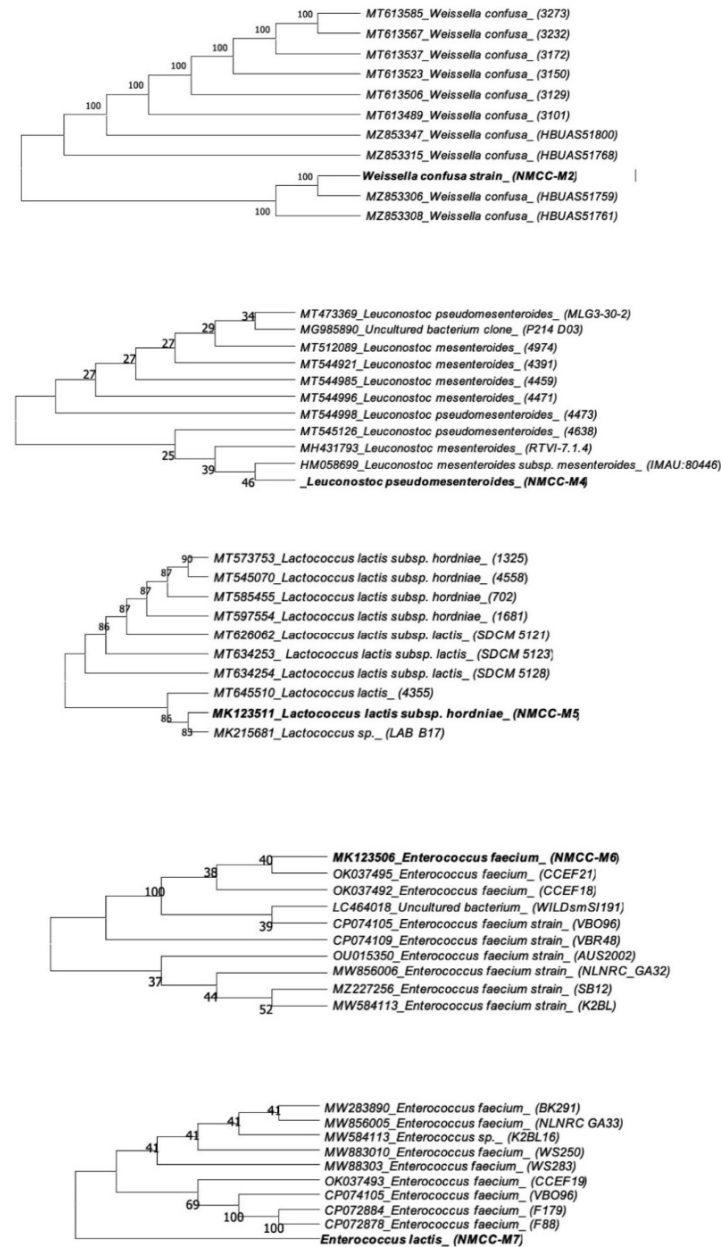 100 MT613585_Weissella confusa_ (3273)
100 MT613567_Weissella confusa_ (3232)
100 MT613537_Weissella confusa_ (3172)
100 MT613523_Weissella confusa_ (3150)
100 MT613506_Weissella confusa_ (3129)
100 MT613489_Weissella confusa_ (3101)
MZ853347_Weissella confusa_ (HBUAS51800)
MZ853315_Weissella confusa_ (HBUAS51768)
100 Weissella confusa strain_ (NMCC-M2)
MZ853306_Weissella confusa_ (HBUAS51759)
100 MZ853308_Weissella confusa_ (HBUAS51761)
34 MT473369_Leuconostoc pseudomesenteroides_ (MLG3-30-2)
29 MG985890_Uncultured bacterium clone_ (P214 D03)
27 MT512089_Leuconostoc mesenteroides_ (4974)
27 MT544921_Leuconostoc mesenteroides_ (4391)
27 MT544985_Leuconostoc mesenteroides_ (4459)
MT544996_Leuconostoc mesenteroides_ (4471)
MT544998_Leuconostoc pseudomesenteroides_ (4473)
MT545126_Leuconostoc pseudomesenteroides_ (4638)
25 MH431793_Leuconostoc mesenteroides_ (RTVI-7.1.4)
39 HM058699_Leuconostoc mesenteroides subsp. mesenteroides_ (IMAU:80446)
46 _Leuconostoc pseudomesenteroides_ (NMCC-M4)
90 MT573753_Lactococcus lactis subsp. hordniae_ (1325)
87 MT545070_Lactococcus lactis subsp. hordniae_ (4558)
87 MT585455_Lactococcus lactis subsp. hordniae_(702)
87 MT597554_Lactococcus lactis subsp. hordniae_ (1681)
86 MT626062_Lactococcus lactis subsp. lactis_ (SDCM 5121)
MT634253_ Lactococcus lactis subsp. lactis_ (SDCM 5123)
MT634254_Lactococcus lactis subsp. lactis_ (SDCM 5128)
MT645510_Lactococcus lactis_ (4355)
MK123511_Lactococcus lactis subsp. hordniae_ (NMCC-M5)
83 MK215681_Lactococcus sp._ (LAB B17)
40 MK123506_Enterococcus faecium_ (NMCC-M6)
38 OK037495_Enterococcus faecium_ (CCEF21)
100 OK037492_Enterococcus faecium_ (CCEF18)
LC464018_Uncultured bacterium_ (WILDsmSI191)
39 CP074105_Enterococcus faecium strain_ (VBO96)
CP074109_Enterococcus faecium strain_ (VBR48)
OU015350_Enterococcus faecium strain_ (AUS2002)
37 MW856006_Enterococcus faecium strain_ (NLNRC_GA32)
44 MZ227256_Enterococcus faecium strain_ (SB12)
52 MW584113_Enterococcus faecium strain_ (K2BL)
41 MW283890_Enterococcus faecium_ (BK291)
41 MW856005_Enterococcus faecium_ (NLNRC GA33)
41 MW584113_Enterococcus sp._ (K2BL16)
41 MW883010_Enterococcus faecium_ (WS250)
MW88303_Enterococcus faecium_ (WS283)
OK037493_Enterococcus faecium_ (CCEF19)
69 CP074105_Enterococcus faecium_ (VBO96)
100 CP072884_Enterococcus faecium_ (F179)
100 CP072878_Enterococcus faecium_ (F88)
Enterococcus lactis_ (NMCC-M7)